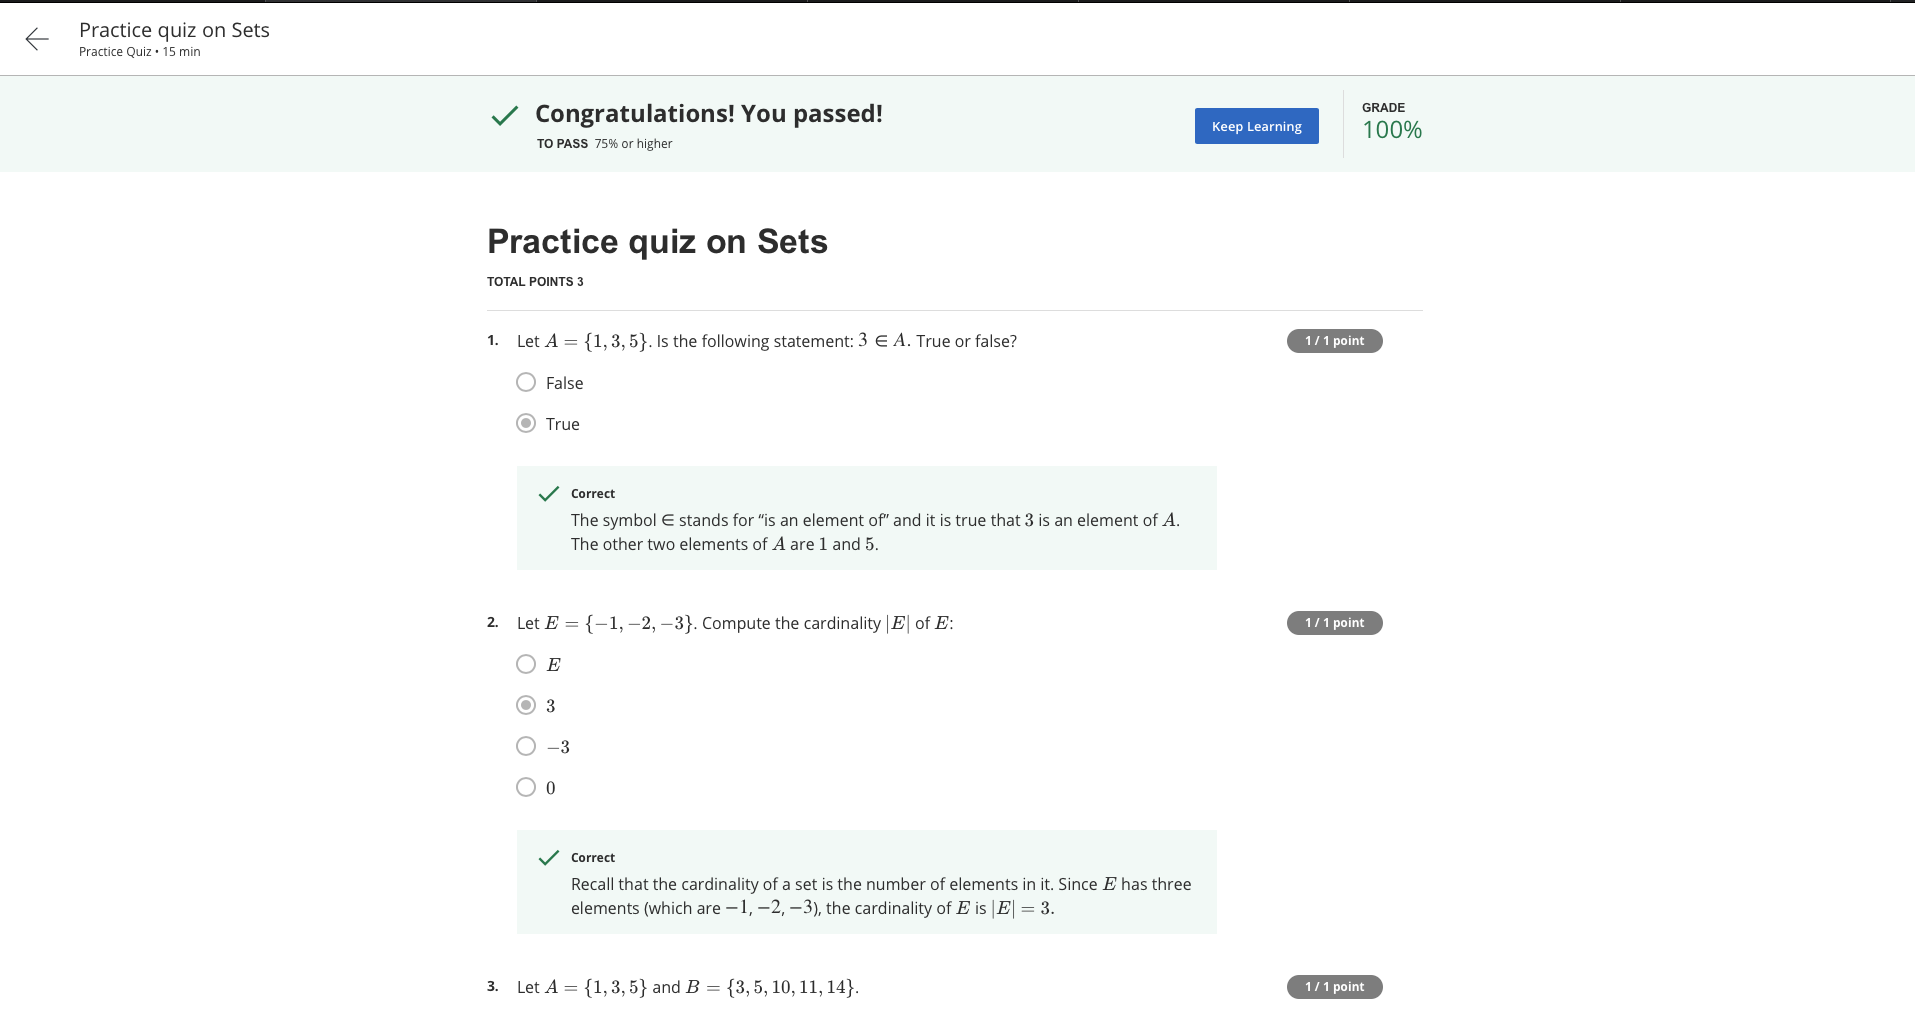 Practice quiz on Sets
Practice Quiz • 15 min
Congratulations! You passed!
TO PASS 75% or higher
Keep Learning
GRADE
100%
Practice quiz on Sets
TOTAL POINTS 3
1. Let A = {1, 3, 5}. Is the following statement: 3 ∈ A. True or false?
1 / 1 point
False
True
Correct
The symbol ∈ stands for “is an element of” and it is true that 3 is an element of A.
The other two elements of A are 1 and 5.
2. Let E = {−1, −2, −3}. Compute the cardinality |E| of E:
1 / 1 point
E
3
−3
0
Correct
Recall that the cardinality of a set is the number of elements in it. Since E has three
elements (which are −1, −2, −3), the cardinality of E is |E| = 3.
3. Let A = {1, 3, 5} and B = {3, 5, 10, 11, 14}.
1 / 1 point